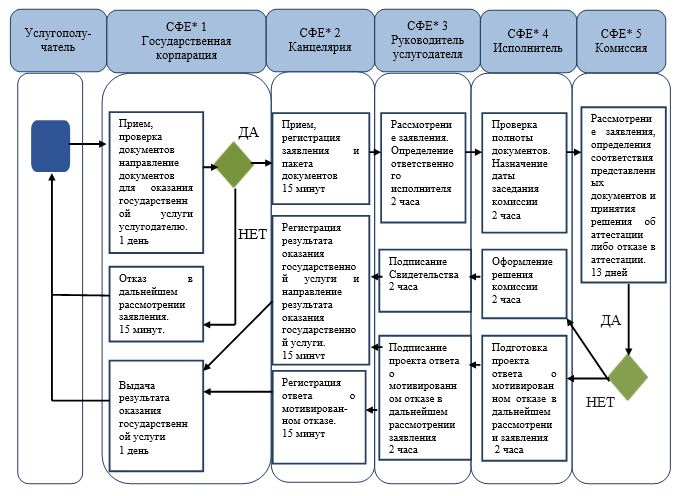 Услугополу-
чатель
СФЕ* 1
Государственная
корпарация
СФЕ* 2
Канцелярия
СФЕ* 3
Руководитель
услугодателя
СФЕ* 4
Исполнитель
СФЕ* 5
Комиссия
Прием,
проверка
документов
направление
документов
для оказания
государственной
ной услуги
услугодателю.
1 день
ДА
НЕТ
Отказ в
дальнейшем
рассмотрении
заявления.
15 минут.
Выдача
результата
оказания
государственн
ой услуги
1 день
Прием,
регистрация
заявления и
пакета
документов
15 минут
Регистрация
результата
оказания
государственно
й услуги и
направление
результата
оказания
государственно
й услуги.
15 минут
Регистрация
ответа о
мотивирован-
ном отказе.
15 минут
Рассмотрени
е заявления.
Определение
ответственно
го
исполнителя
2 часа
Подписание
Свидетельства
2 часа
Подписание
проекта ответа
о
мотивированн
ом отказе в
дальнейшем
рассмотрении
заявления
2 часа
Проверка
полноты
документов.
Назначение
даты
заседания
комиссии
2 часа
Оформление
решения
комиссии
2 часа
Подготовка
проекта
ответа о
мотивирован
ном отказе в
дальнейшем
рассмотрени
и заявления
2 часа
Рассмотрени
е заявления,
определения
соответствия
представлен
ных
документов и
принятия
решения об
аттестации
либо отказе в
аттестации.
13 дней
ДА
НЕТ